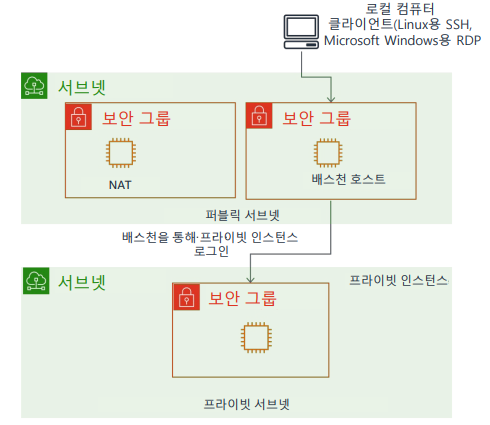 로컬 컴퓨터
클라이언트(Linux용 SSH,
Microsoft Windows용 RDP
서브넷
보안 그룹
NAT
보안 그룹
배스천 호스트
퍼블릭 서브넷
배스천을 통해·프라이빗 인스턴스
로그인
서브넷
프라이빗 인스턴스
보안 그룹
프라이빗 서브넷